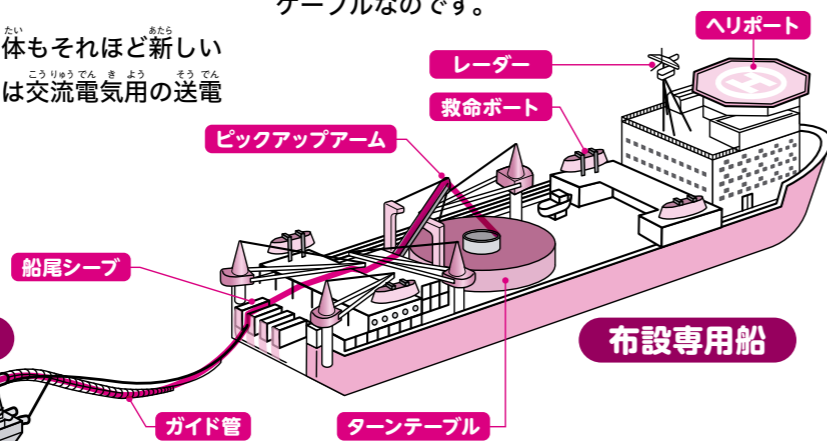 ケーブルなのです。
体もそれほど新しい
は交流電気用の送電
ヘリポート
レーダー
救命ボート
ピックアップアーム
船尾シーブ
布設専用船
ガイド管
ターンテーブル
H